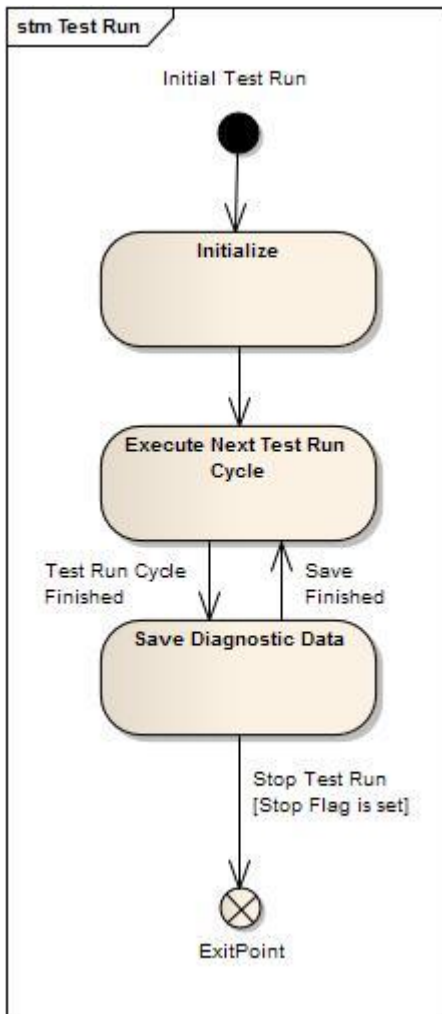 stm Test Run
Initial Test Run
Initialize
Execute Next Test Run
Cycle
Test Run Cycle
Finished
Save
Finished
Save Diagnostic Data
Stop Test Run
[Stop Flag is set]
ExitPoint